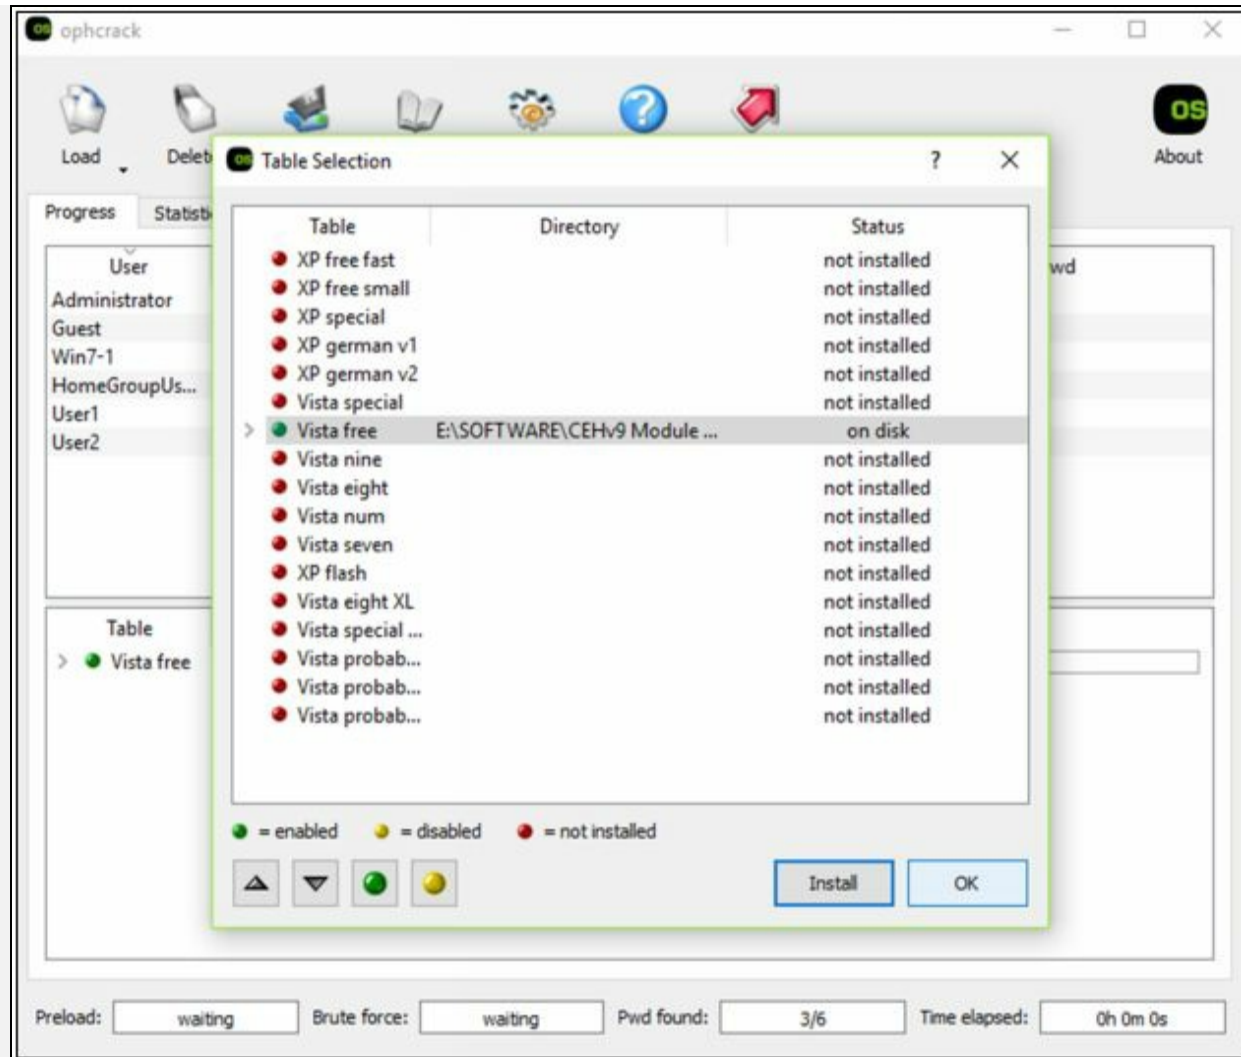 OS ophcrack
Load Delet OS About
OS Table Selection ?
Progress Statisti
Table Directory Status
User wd
XP free fast not installed
XP free small not installed
Administrator
XP special not installed
Guest
XP german v1 not installed
Win7-1
XP german v2 not installed
HomeGroupUs...
Vista special not installed
User1
Vista free E:\SOFTWARE\CEHv9 Module ... on disk
User2
Vista nine not installed
Vista eight not installed
Vista num not installed
Vista seven not installed
XP flash not installed
Vista eight XL not installed
Table
Vista special ... not installed
Vista free
Vista probab... not installed
Vista probab... not installed
Vista probab... not installed
= enabled = disabled = not installed
Install OK
Preload: waiting Brute force: waiting Pwd found: 3/6 Time elapsed: 0h 0m 0s